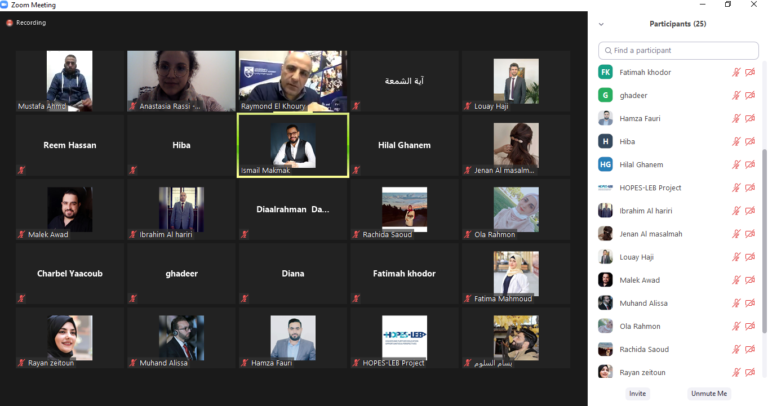 Zoom Meeting
Recording
Participants (25)
Find a participant
Mustafa Ahmd
Anastasia Rassi -...
Raymond El Khoury
آية الشمعة
Louay Haji
Reem Hassan
Hiba
Ismail Makmak
Hilal Ghanem
Jenan Al masalm...
Malek Awad
Ibrahim Al hariri
Diaalrahman Da...
Rachida Saoud
Ola Rahmon
Charbel Yaacoub
ghadeer
Diana
Fatimah khodor
Fatima Mahmoud
Rayan zeitoun
Muhand Alissa
Hamza Fauri
HOPES-LEB
HOPES-LEB Project
بسام السلوم
FK Fatimah khodor
G ghadeer
Hamza Fauri
H Hiba
HG Hilal Ghanem
HOPES-LEB Project
Ibrahim Al hariri
Jenan Al masalmah
Louay Haji
Malek Awad
Muhand Alissa
Ola Rahmon
Rachida Saoud
Rayan zeitoun
Invite
Unmute Me